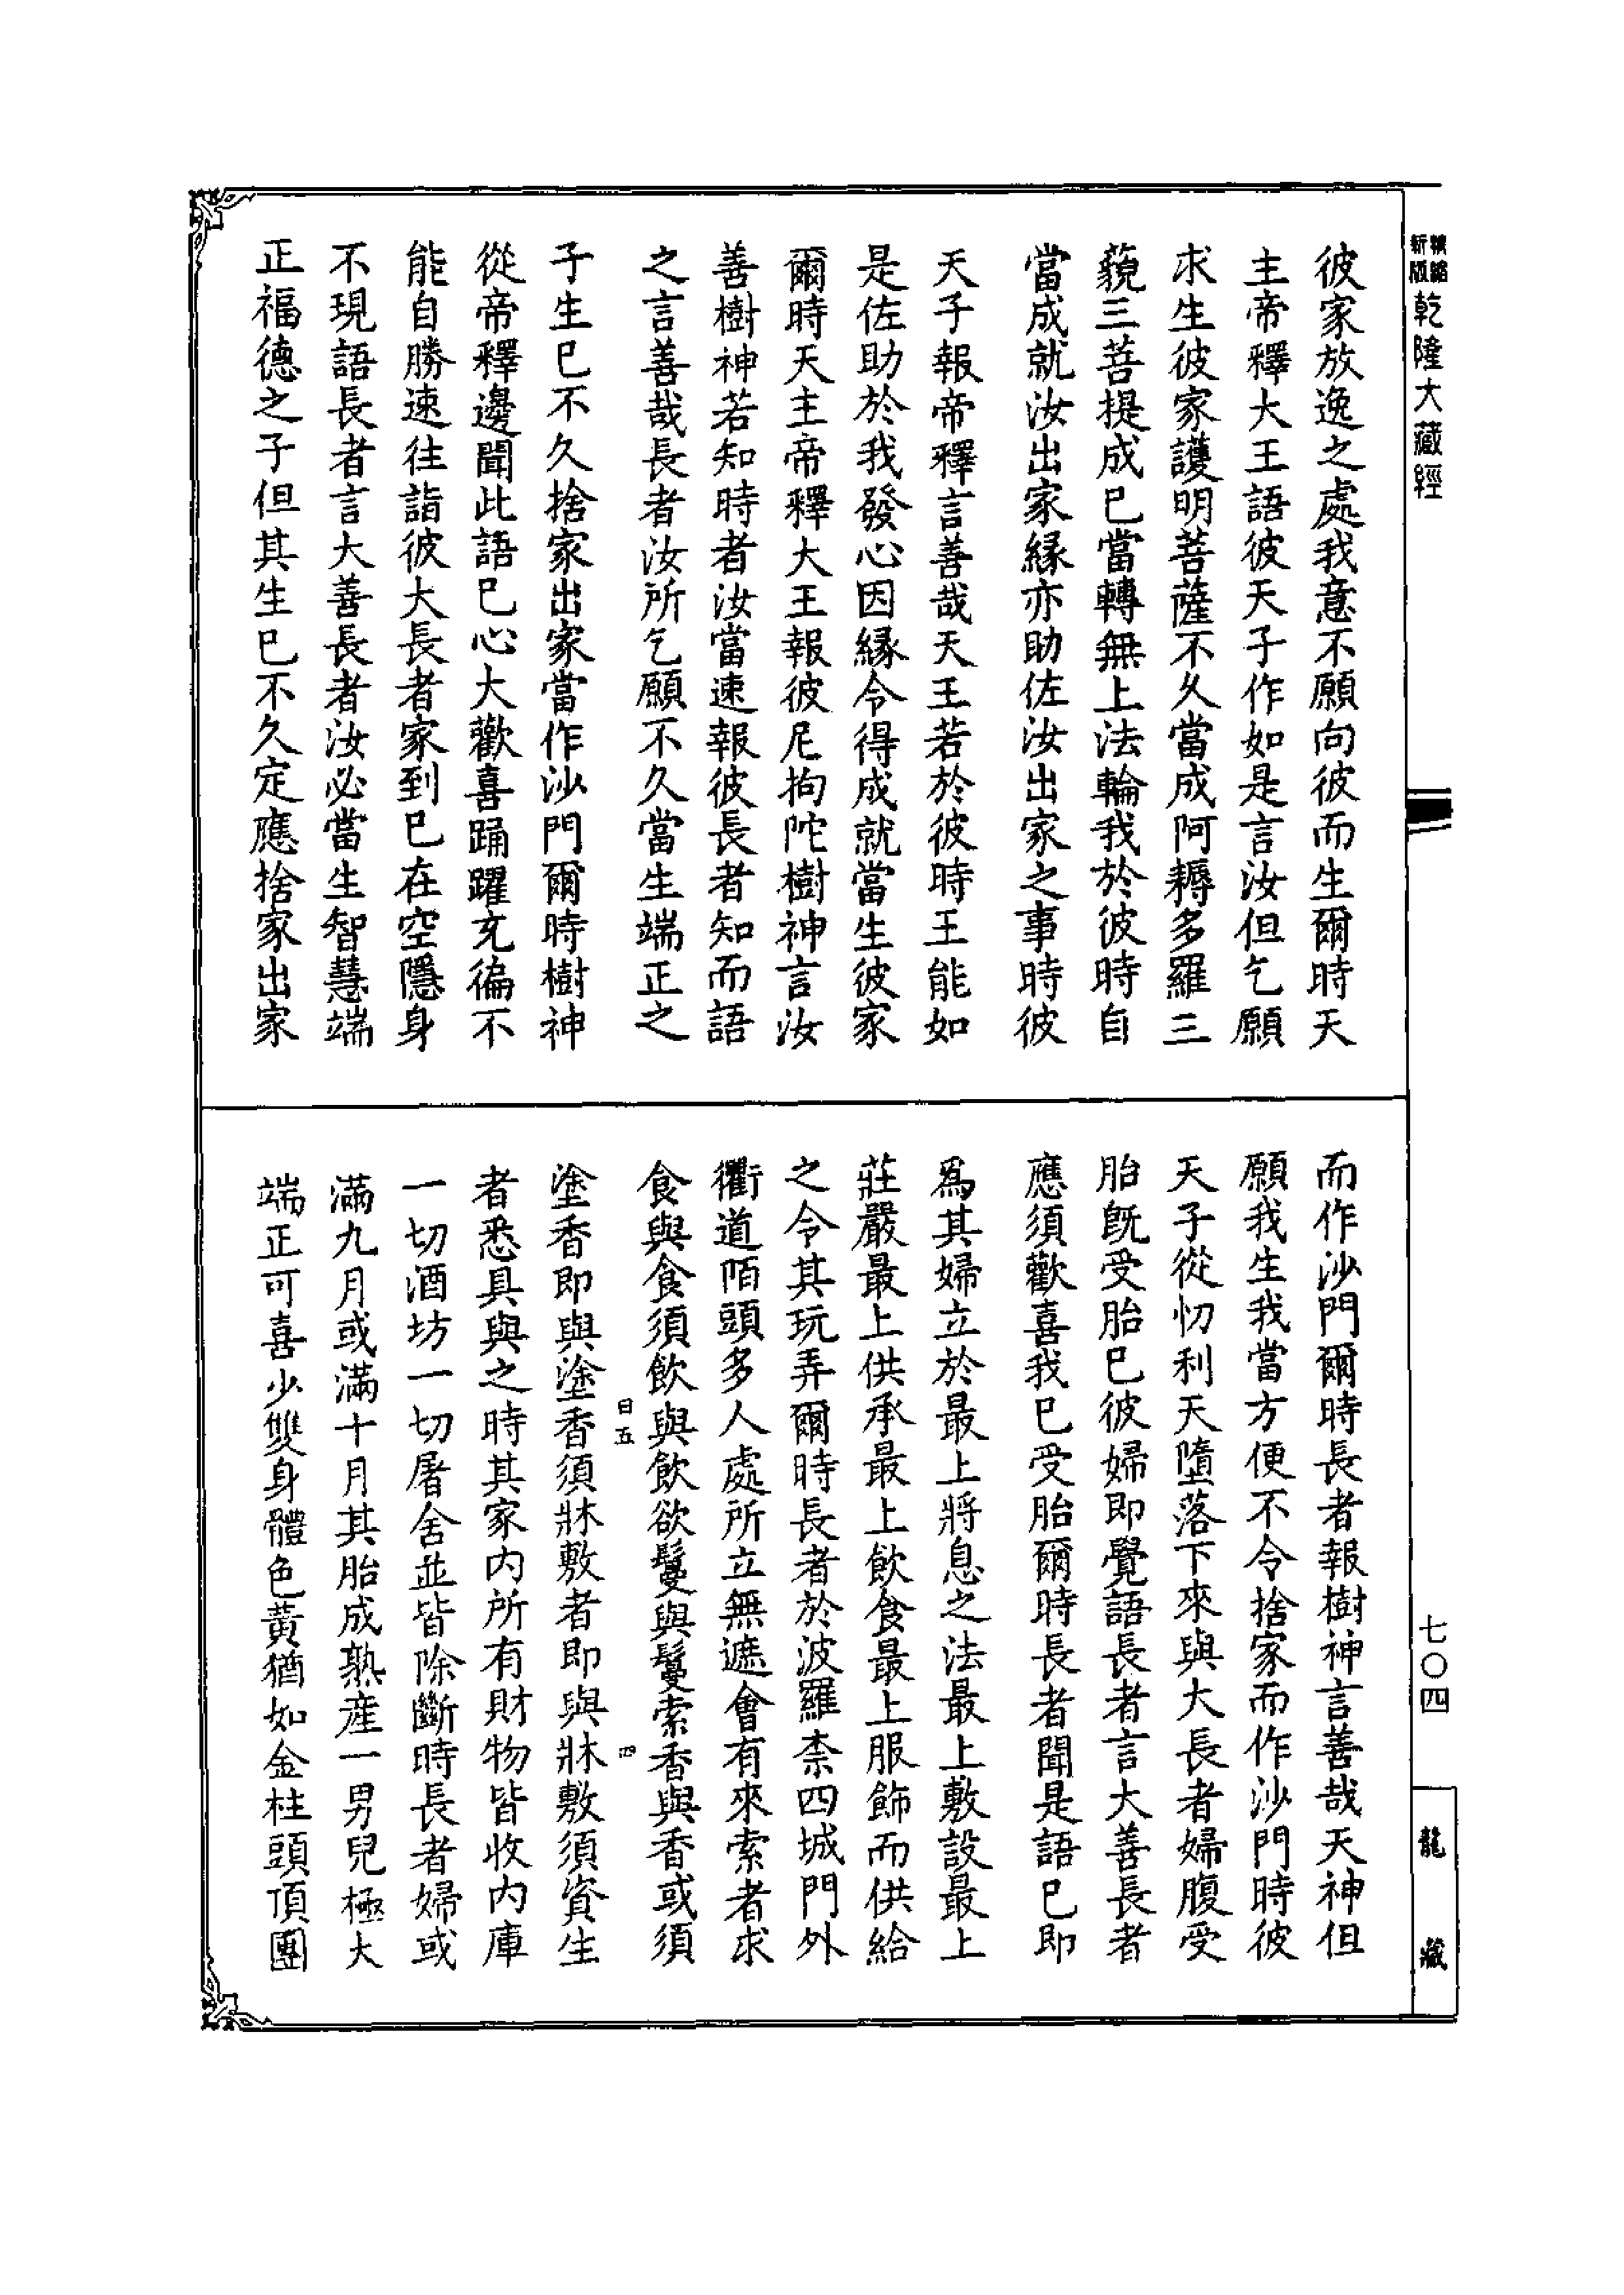 新版
精縮
乾隆大藏經
彼家放逸之處我意不願向彼而生爾時天
主帝釋大王語彼天子作如是言汝但乞願
求生彼家護明菩薩不久當成阿耨多羅三
藐三菩提成已當轉無上法輪我於彼時自
當成就汝出家緣亦助佐汝出家之事時彼
天子報帝釋言善哉天王若於彼時王能如
是佐助於我發心因緣令得成就當生彼家
爾時天主帝釋大王報彼尼拘陀樹神言汝
善樹神若知時者汝當速報彼長者知而語
之言善哉長者汝所乞願不久當生端正之
子生已不久捨家出家當作沙門爾時樹神
從帝釋邊聞此語已心大歡喜踊躍充徧不
能自勝速往詣彼大長者家到已在空隱身
不現語長者言大善長者汝必當生智慧端
正福德之子但其生已不久定應捨家出家
而作沙門爾時長者報樹神言善哉天神但
願我生我當方便不令捨家而作沙門時彼
天子從忉利天墮落下來與大長者婦腹受
胎旣受胎已彼婦即覺語長者言大善長者
應須歡喜我已受胎爾時長者聞是語已即
爲其婦立於最上將息之法最上敷設最上
莊嚴最上供承最上飲食最上服飾而供給
之令其玩弄爾時長者於波羅柰四城門外
衢道陌頭多人處所立無遮會有來索者求
食與食須飲與飲欲鬘與鬘索香與香或須
塗香即與塗香須牀敷者即與牀敷須資生
者悉具與之時其家內所有財物皆收內庫
一切酒坊一切屠舍並皆除斷時長者婦或
滿九月或滿十月其胎成熟産一男兒極大
端正可喜少雙身體色黃猶如金柱頭頂團
日五
四
七〇四
龍藏